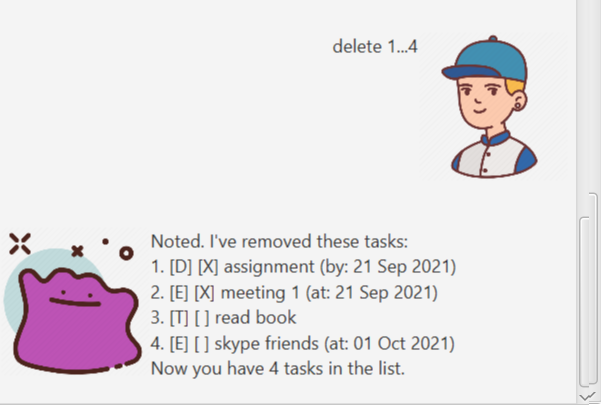 delete 1...4
Noted. I've removed these tasks:
1. [D] [X] assignment (by: 21 Sep 2021)
2. [E] [X] meeting 1 (at: 21 Sep 2021)
3. [T] [ ] read book
4. [E] [ ] skype friends (at: 01 Oct 2021)
Now you have 4 tasks in the list.